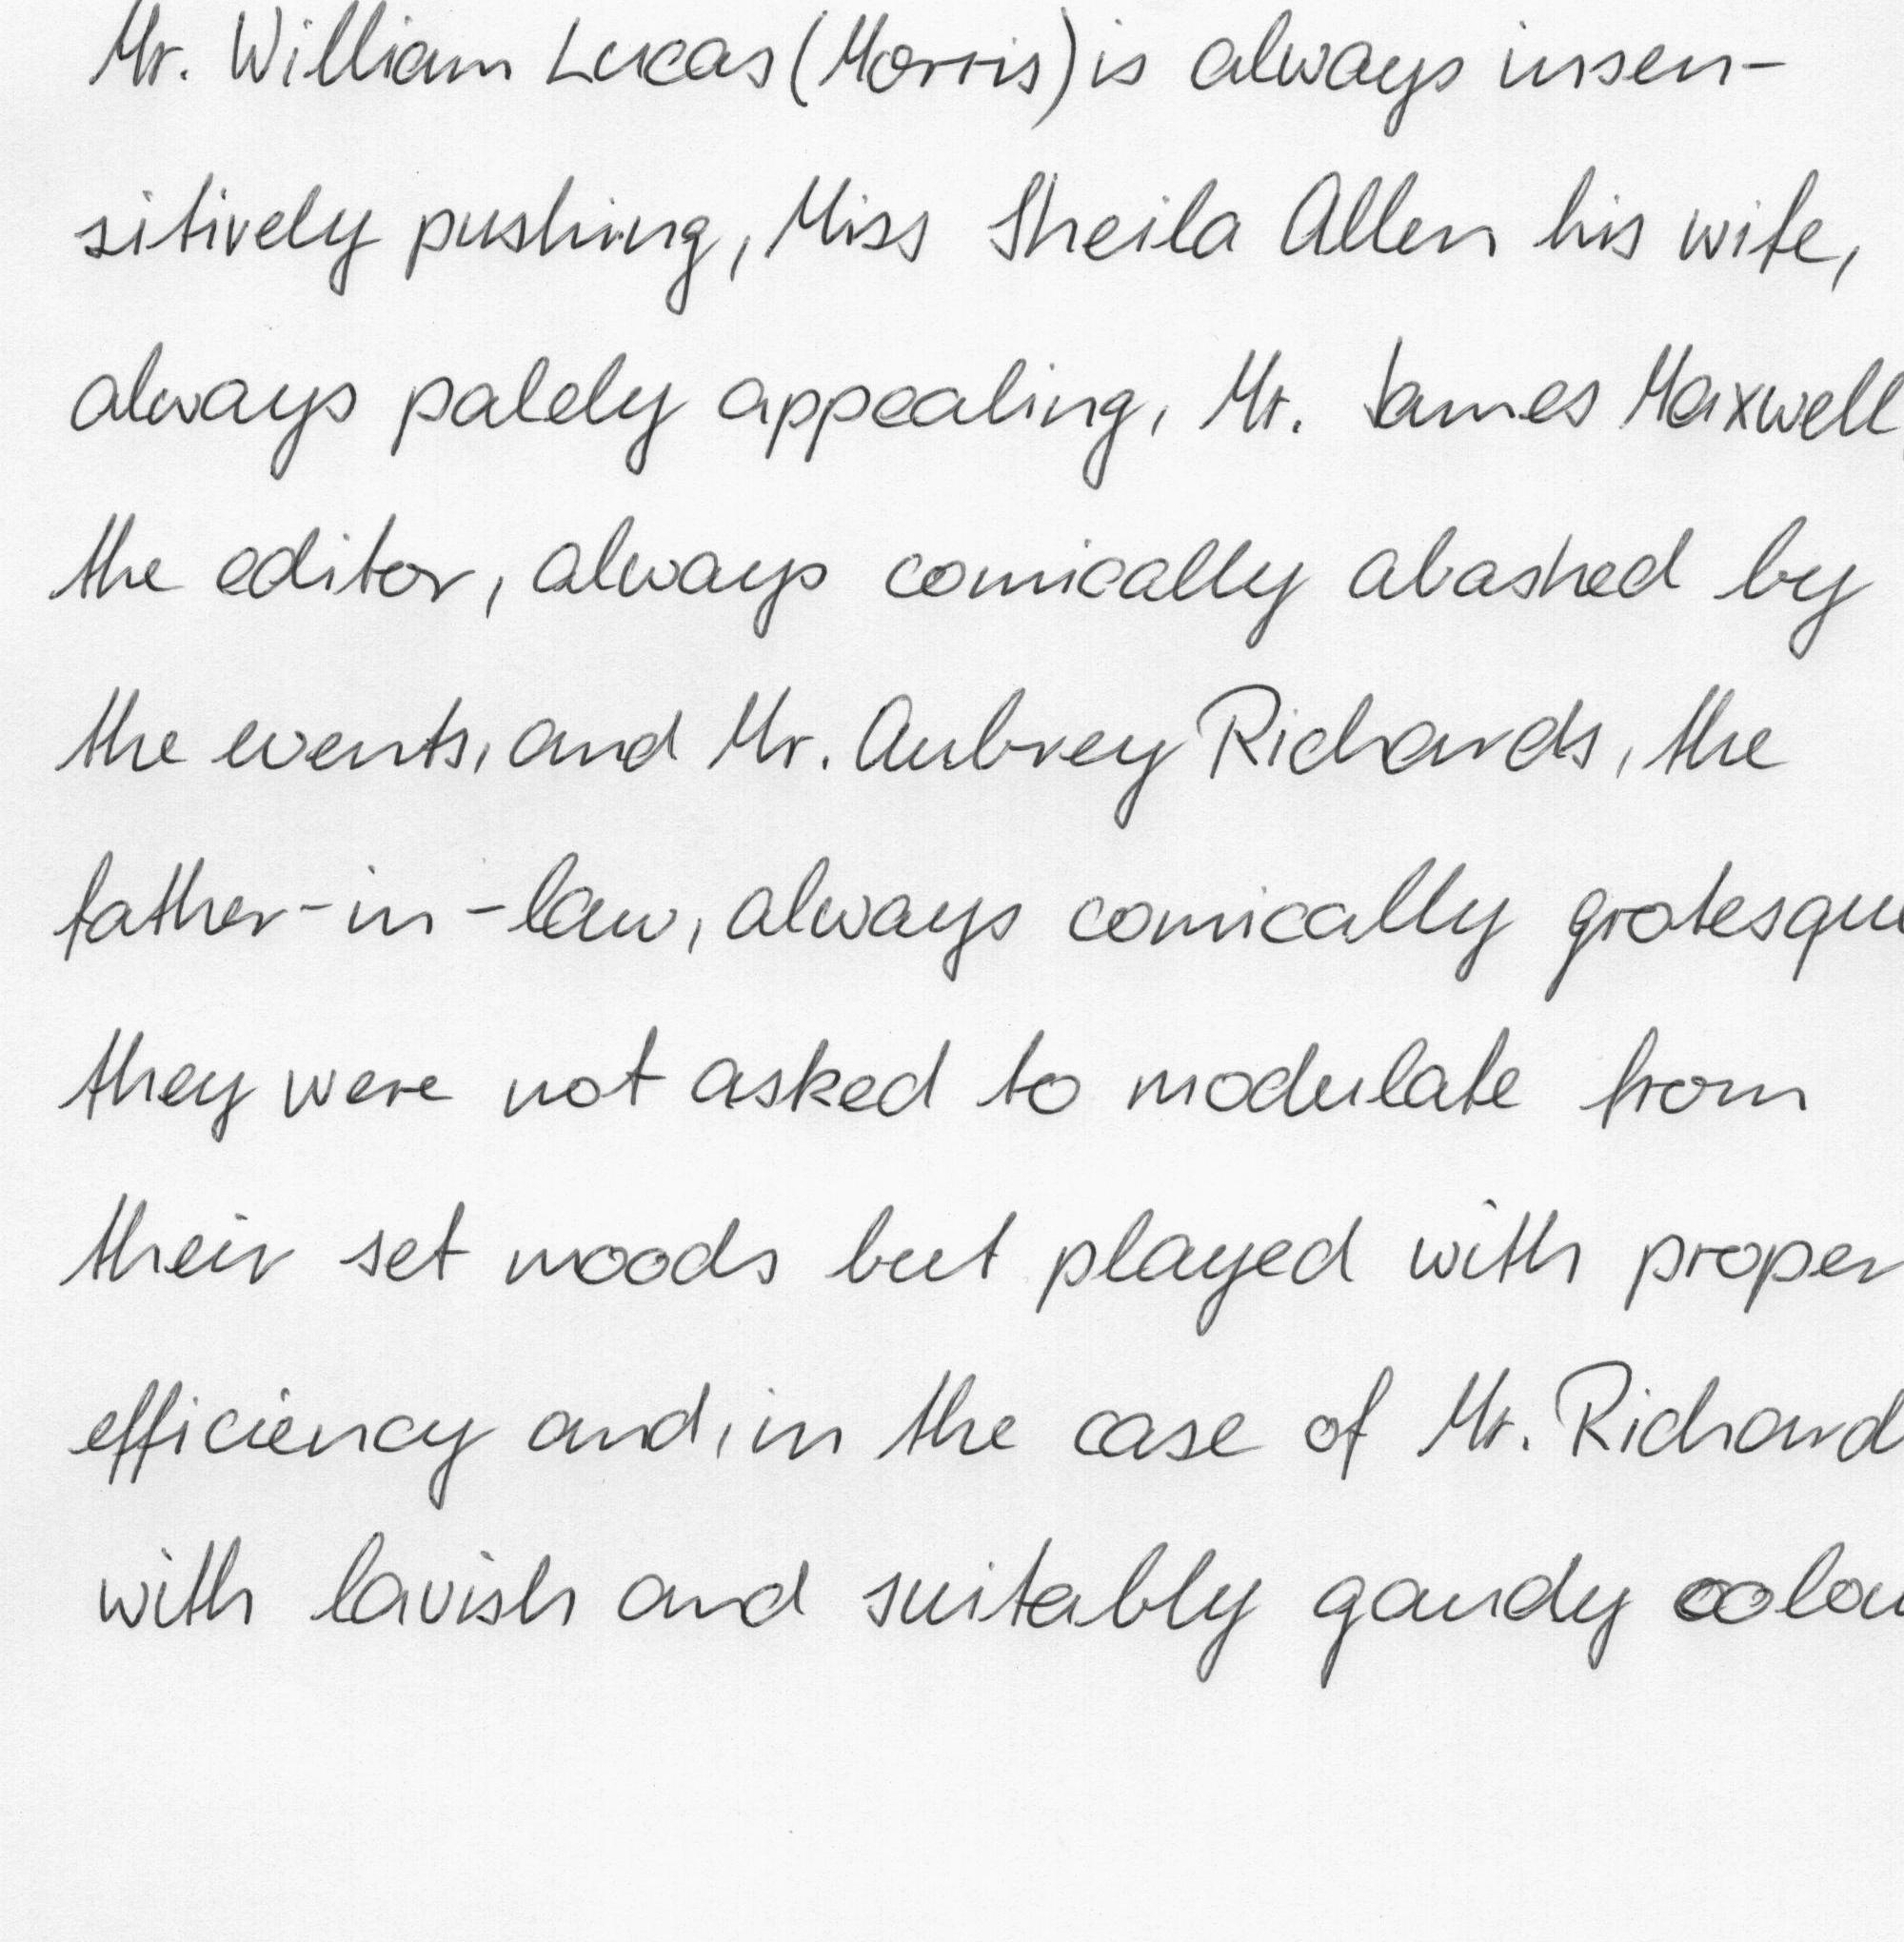 Mr. William Lucas (Morris) is always insen-
sitively pushing, Miss Sheila Allen his wife,
always palely appealing, Mr. James Maxwell,
the editor, always comically abashed by
the events, and Mr. Aubrey Richards, the
father-in-law, always comically grotesque
they were not asked to modulate from
their set moods but played with proper
efficiency and, in the case of Mr. Richard
with lavish and suitably gaudy colou